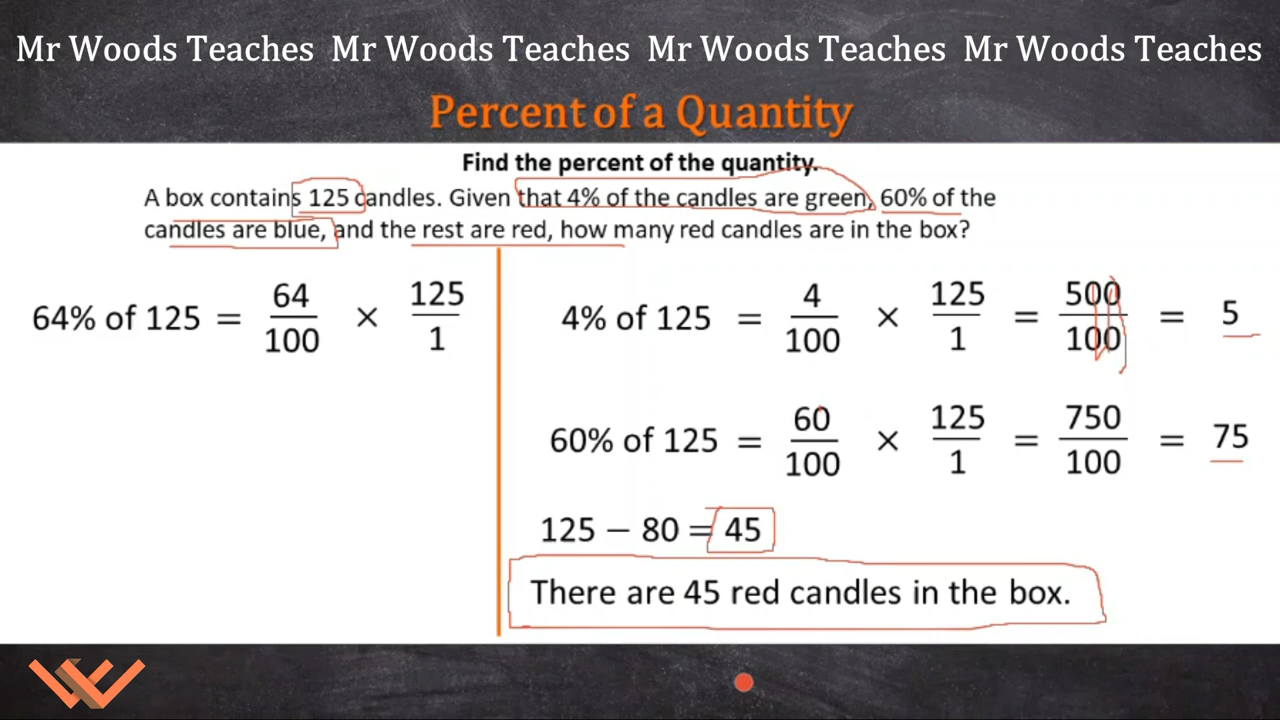 Mr Woods Teaches Mr Woods Teaches Mr Woods Teaches Mr Woods Teaches
Percent of a Quantity
Find the percent of the quantity.
A box contains 125 candles. Given that 4% of the candles are green, 60% of the
candles are blue, and the rest are red, how many red candles are in the box?
64% of 125 = 64/100 × 125/1
4% of 125 = 4/100 × 125/1 = 500/100 = 5
60% of 125 = 60/100 × 125/1 = 750/100 = 75
125 − 80 = 45
There are 45 red candles in the box.